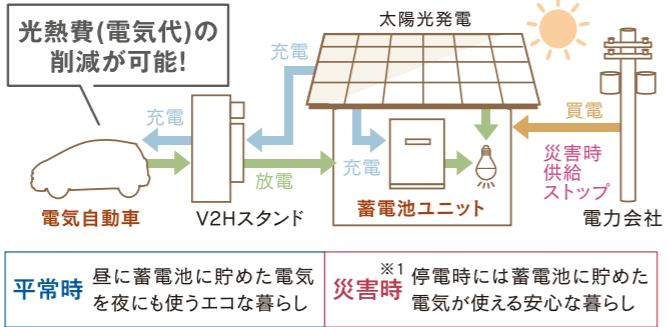 光熱費(電気代)の
削減が可能!
太陽光発電
充電
充電
充電
放電
買電
災害時
供給
ストップ
電気自動車
V2Hスタンド
蓄電池ユニット
電力会社
平常時
昼に蓄電池に貯めた電気
を夜にも使うエコな暮らし
災害時
※1
停電時には蓄電池に貯めた
電気が使える安心な暮らし